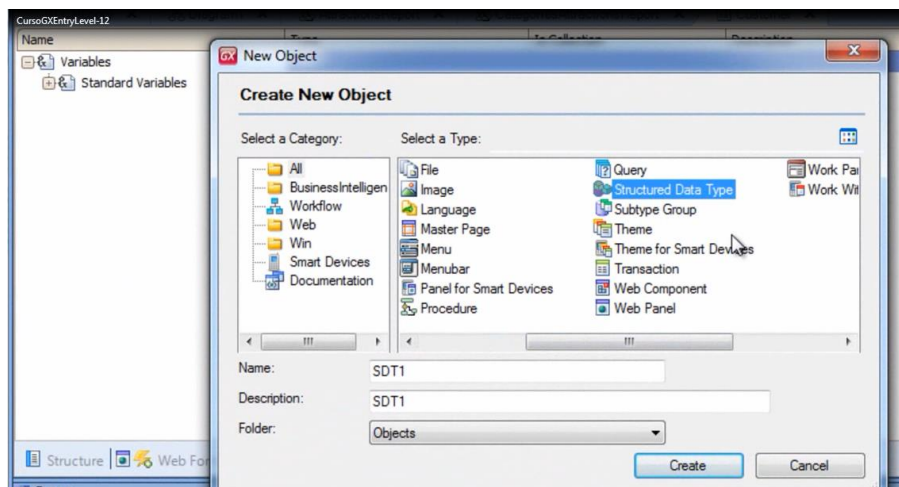 CursoGXEntryLevel-12
Name
Variables
Standard Variables
New Object
Create New Object
Select a Category:
Select a Type:
All
BusinessIntelligen
Workflow
Web
Win
Smart Devices
Documentation
File
Image
Language
Master Page
Menu
Menubar
Panel for Smart Devices
Procedure
Query
Structured Data Type
Subtype Group
Theme
Theme for Smart Devices
Transaction
Web Component
Web Panel
Work Pa
Work Wit
Name:
SDT1
Description:
SDT1
Folder:
Objects
Create
Cancel
Structure
Web For